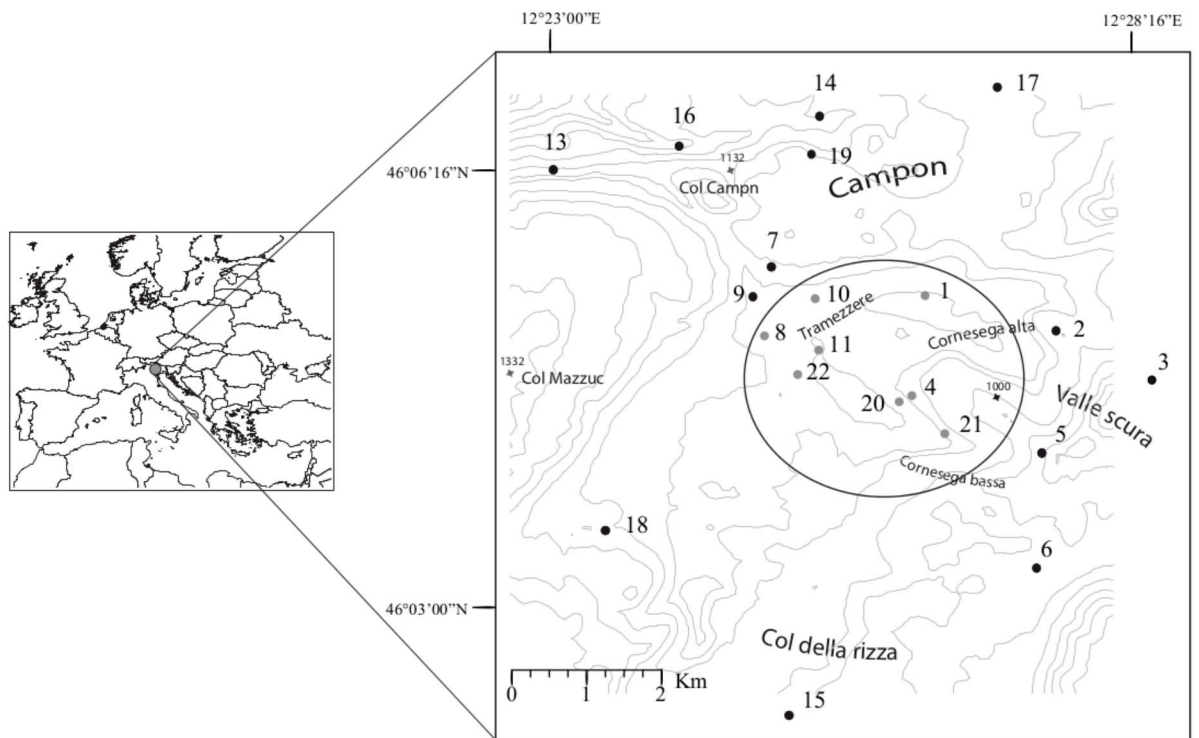 12°23'00"E
12°28'16"E
14
17
16
13
1132
19
46°06'16"N
Col Campn
Campon
7
9
10
1
Tramezzere
8
Cornesega alta
2
11
1332
Col Mazzuc
22
3
4
1000
20
Valle scura
21
5
Cornesega bassa
18
6
46°03'00"N
Col della rizza
Km
0 1 2
15